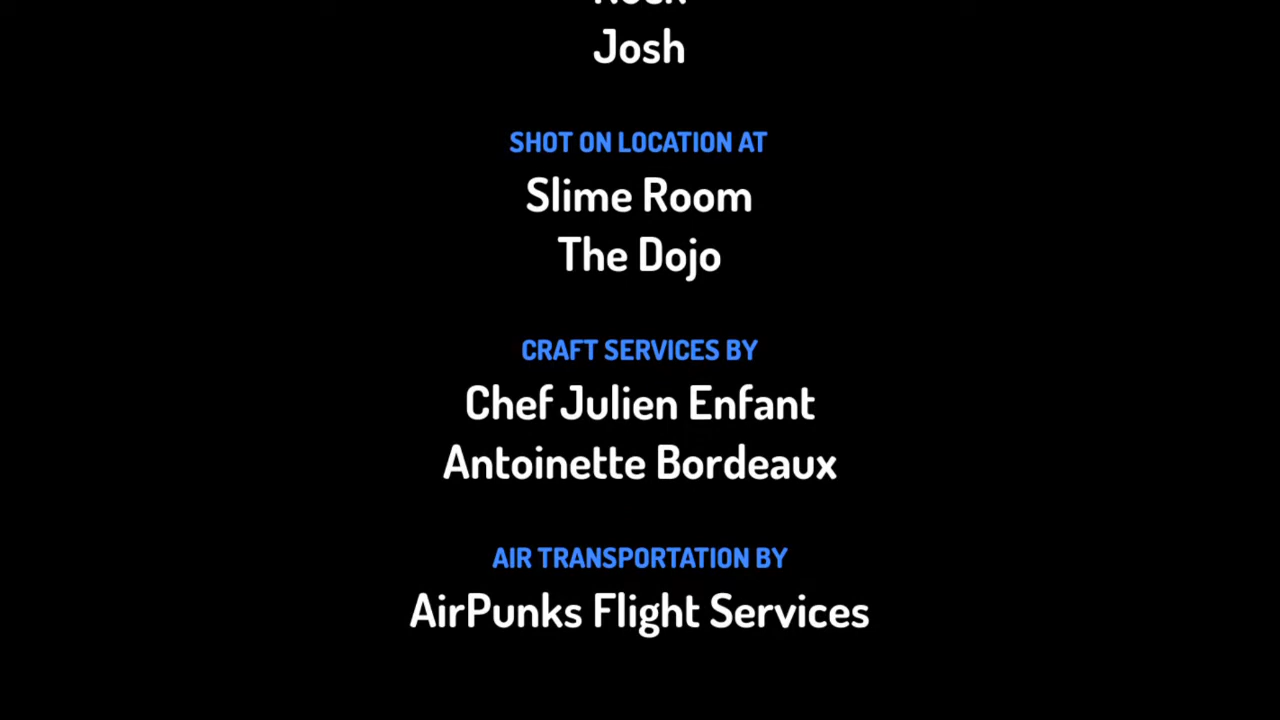 Josh
SHOT ON LOCATION AT
Slime Room
The Dojo
CRAFT SERVICES BY
Chef Julien Enfant
Antoinette Bordeaux
AIR TRANSPORTATION BY
AirPunks Flight Services